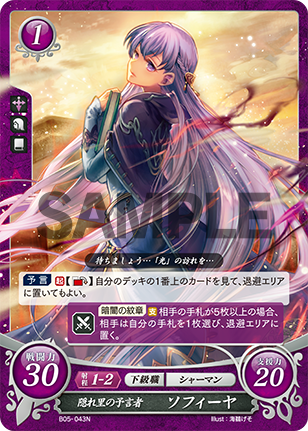 1
SAMPLE
待ちましょう…「光」の訪れを…
予言 起 【 】自分のデッキの1番上のカードを見て、退避エリア
に置いてもよい。
暗闇の紋章 支 相手の手札が5枚以上の場合、
相手は自分の手札を1枚選び、退避エリア
に置く。
戦闘力
30
射程 1-2 下級職 シャーマン
隠れ里の予言者 ソフィーヤ
支援力
20
B05-043N
Illust：海鵜げそ